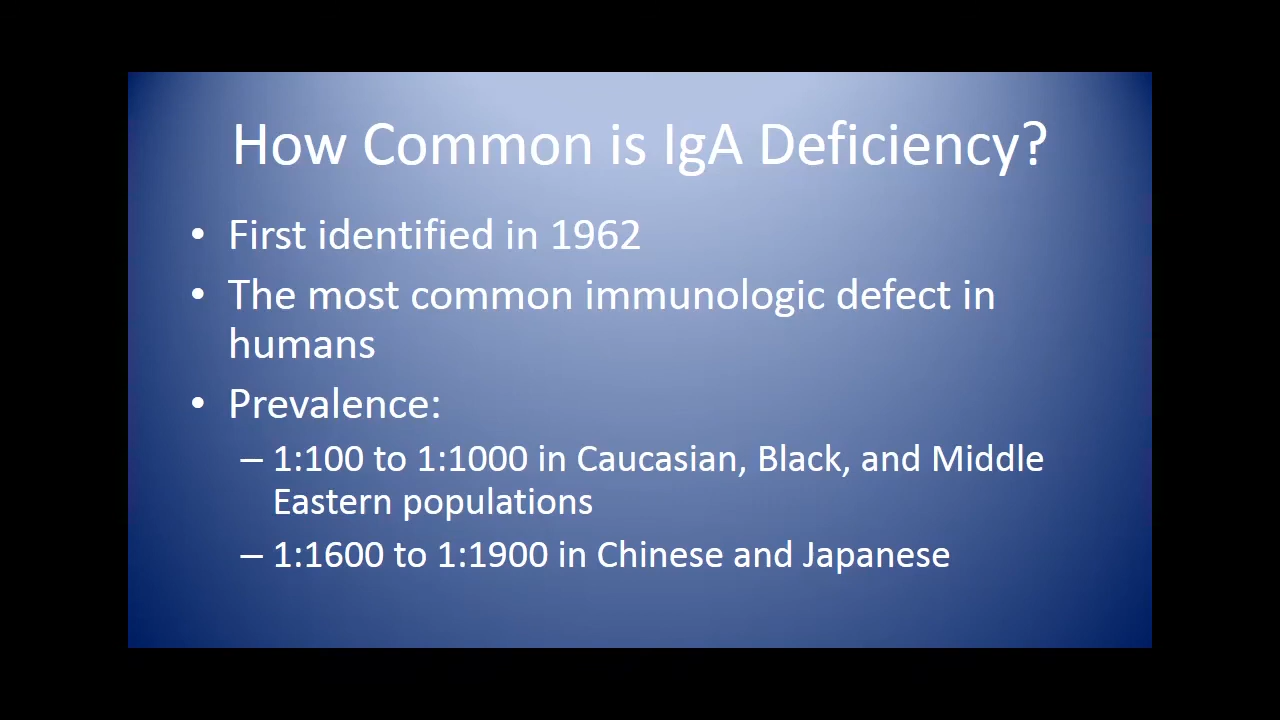 How Common is IgA Deficiency?
• First identified in 1962
• The most common immunologic defect in
humans
• Prevalence:
– 1:100 to 1:1000 in Caucasian, Black, and Middle
Eastern populations
– 1:1600 to 1:1900 in Chinese and Japanese